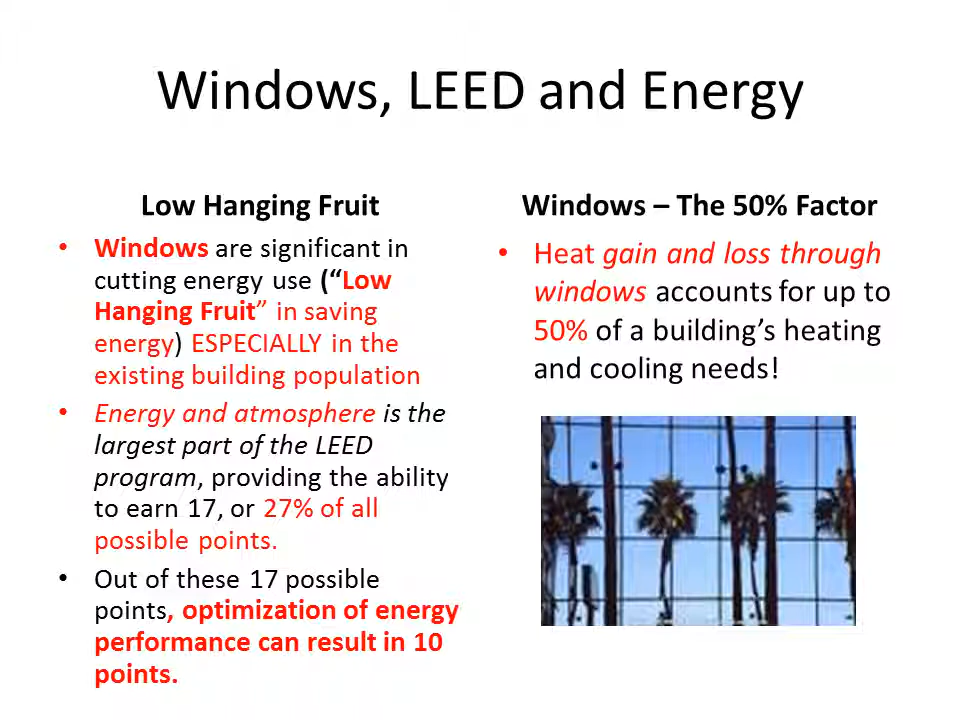 Windows, LEED and Energy
Low Hanging Fruit
• Windows are significant in
cutting energy use (“Low
Hanging Fruit” in saving
energy) ESPECIALLY in the
existing building population
• Energy and atmosphere is the
largest part of the LEED
program, providing the ability
to earn 17, or 27% of all
possible points.
• Out of these 17 possible
points, optimization of energy
performance can result in 10
points.
Windows – The 50% Factor
• Heat gain and loss through
windows accounts for up to
50% of a building’s heating
and cooling needs!